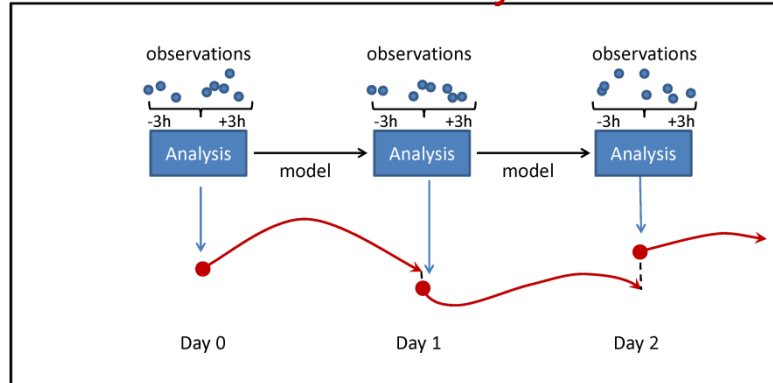 observations observations observations
-3h +3h -3h +3h -3h +3h
Analysis Analysis Analysis
model model
Day 0 Day 1 Day 2